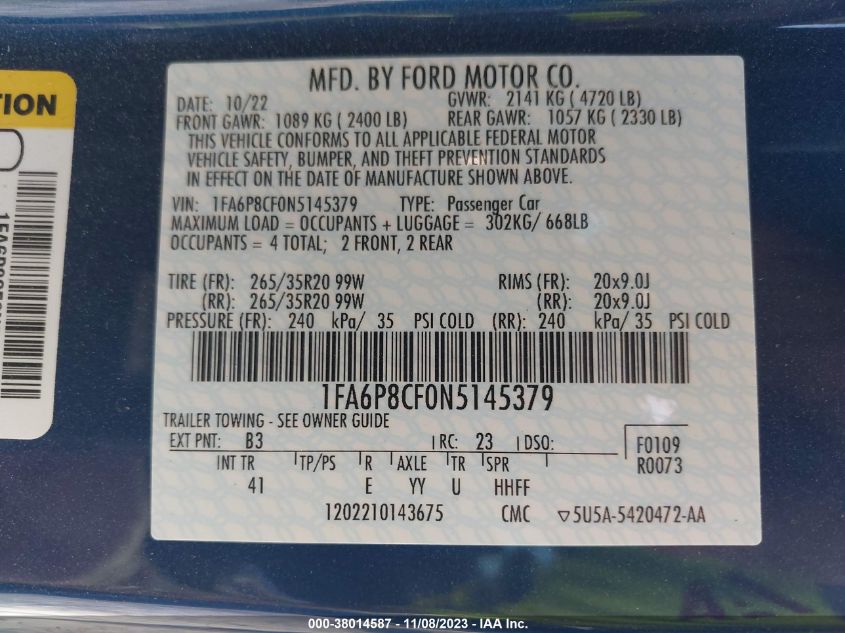 TION
MFD. BY FORD MOTOR CO.
DATE: 10/22 GVWR: 2141 KG ( 4720 LB)
FRONT GAWR: 1089 KG ( 2400 LB) REAR GAWR: 1057 KG ( 2330 LB)
THIS VEHICLE CONFORMS TO ALL APPLICABLE FEDERAL MOTOR
VEHICLE SAFETY, BUMPER, AND THEFT PREVENTION STANDARDS
IN EFFECT ON THE DATE OF MANUFACTURE SHOWN ABOVE.
VIN: 1FA6P8CF0N5145379 TYPE: Passenger Car
MAXIMUM LOAD = OCCUPANTS + LUGGAGE = 302KG/ 668LB
OCCUPANTS = 4 TOTAL; 2 FRONT, 2 REAR
TIRE (FR): 265/35R20 99W RIMS (FR): 20x9.0J
(RR): 265/35R20 99W (RR): 20x9.0J
PRESSURE (FR): 240 kPa/ 35 PSI COLD (RR): 240 kPa/ 35 PSI COLD
1FA6P8CF0N5145379
TRAILER TOWING - SEE OWNER GUIDE
EXT PNT: B3 RC: 23 DSO: F0109
R0073
INT TR TP/PS R AXLE TR SPR
41 E YY U HHFF
1202210143675 CMC ▽5U5A-5420472-AA
000-38014587 - 11/08/2023 - IAA Inc.